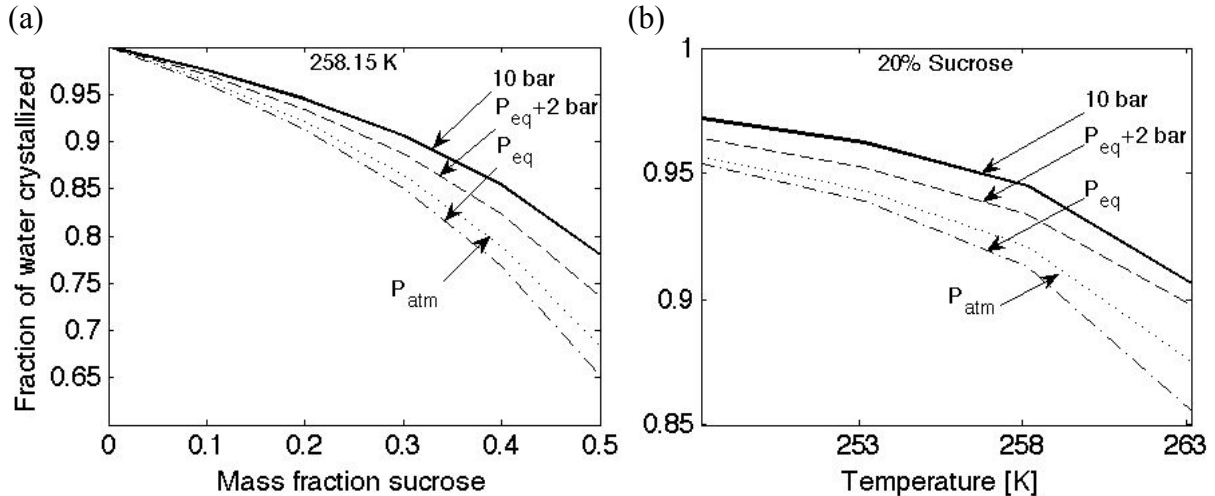 (a)
258.15 K
10 bar
P_eq+2 bar
P_eq
P_atm
Fraction of water crystallized
0.95
0.9
0.85
0.8
0.75
0.7
0.65
0
0.1
0.2
0.3
0.4
0.5
Mass fraction sucrose
(b)
20% Sucrose
10 bar
P_eq+2 bar
P_eq
P_atm
1
0.95
0.9
0.85
253
258
263
Temperature [K]